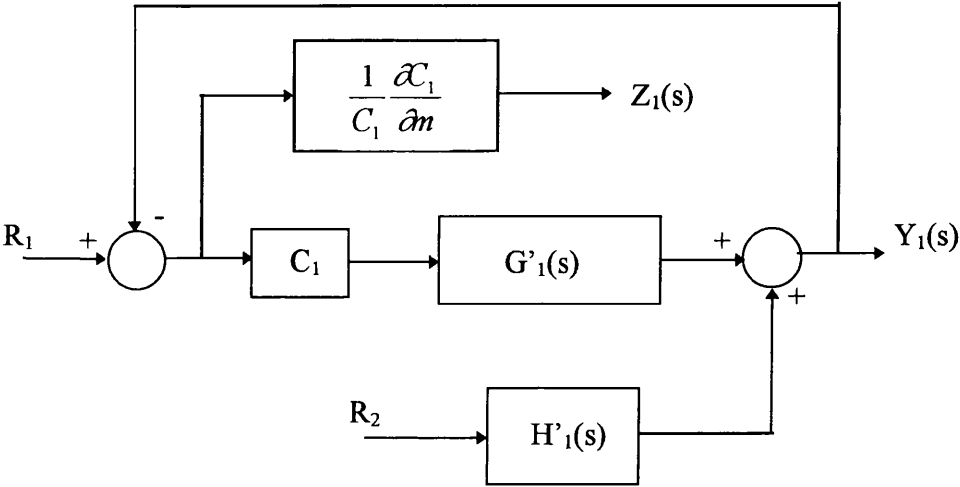 -
1 ∂C₁
C₁ ∂m
Z₁(s)
R₁
+
C₁
G'₁(s)
+
+
Y₁(s)
R₂
H'₁(s)